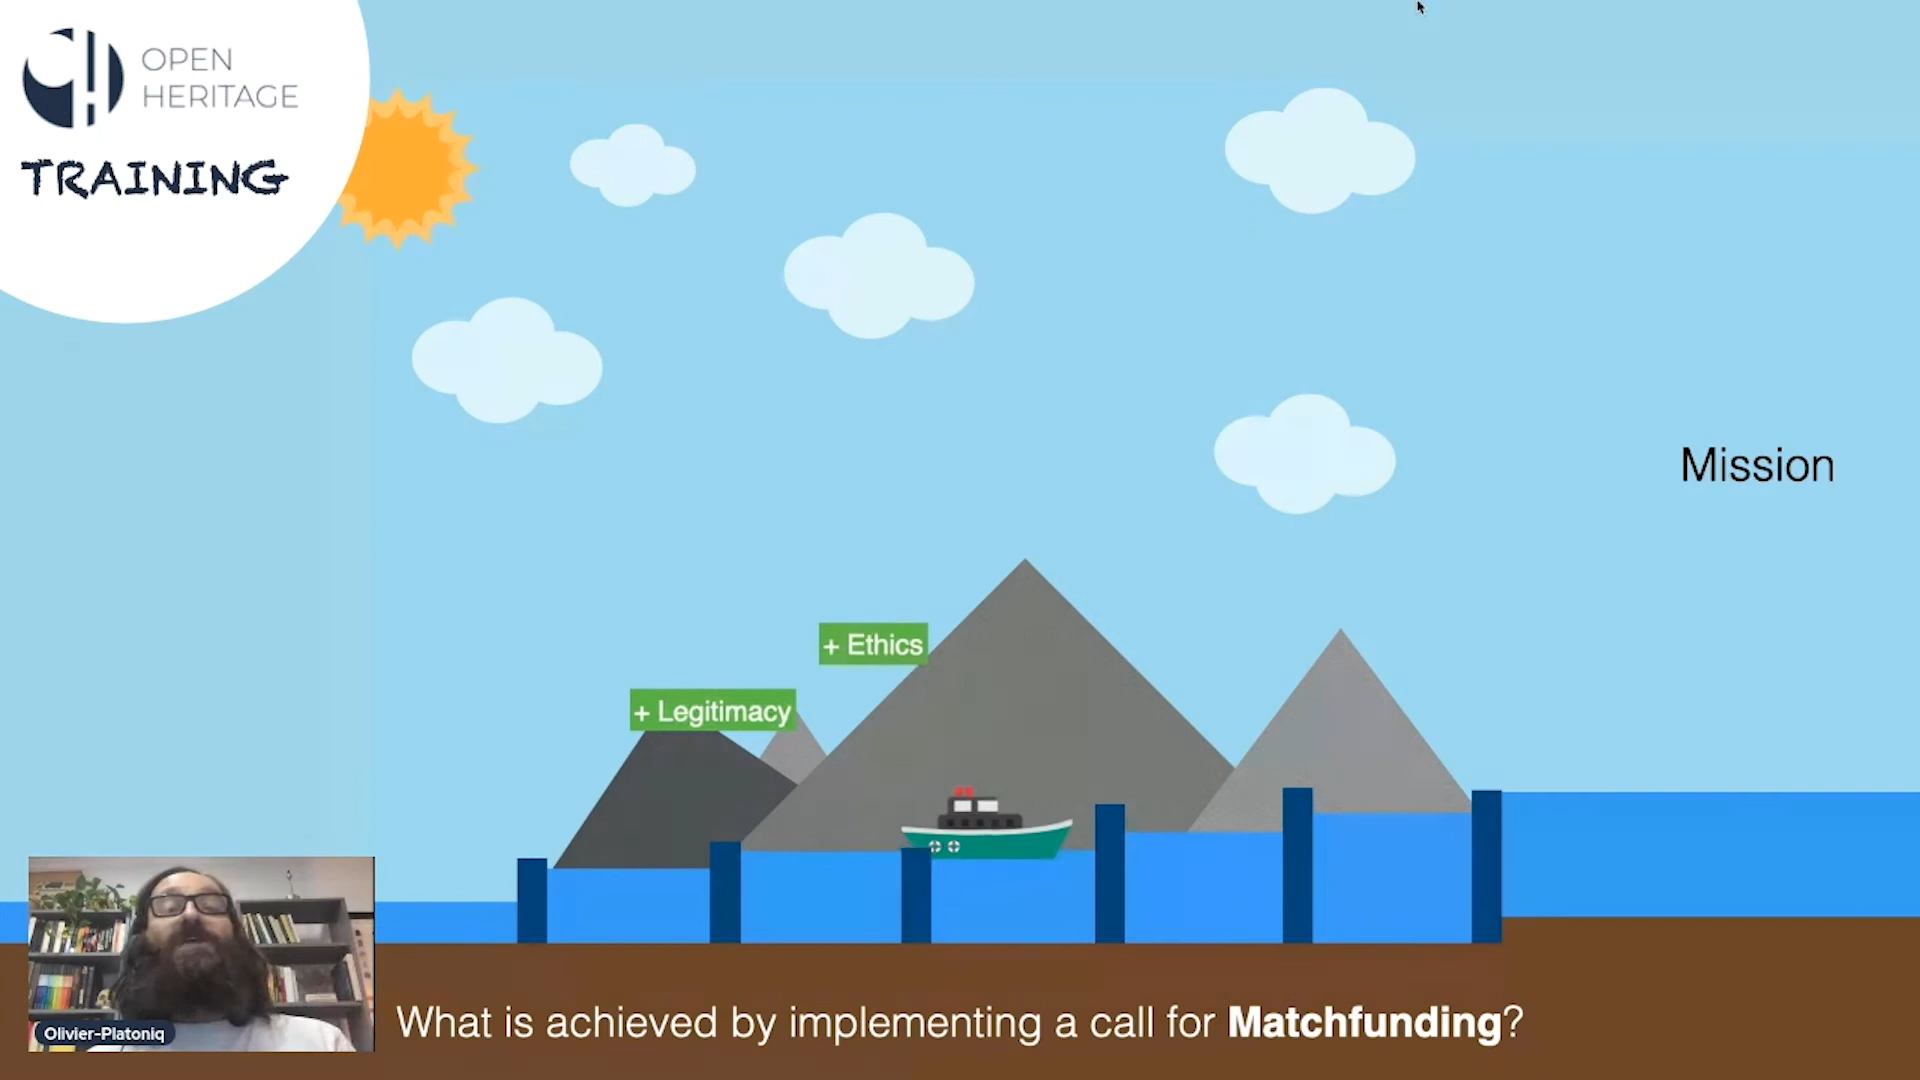 OPEN
HERITAGE
TRAINING
Mission
+ Ethics
+ Legitimacy
Olivier-Platoniq
What is achieved by implementing a call for Matchfunding?